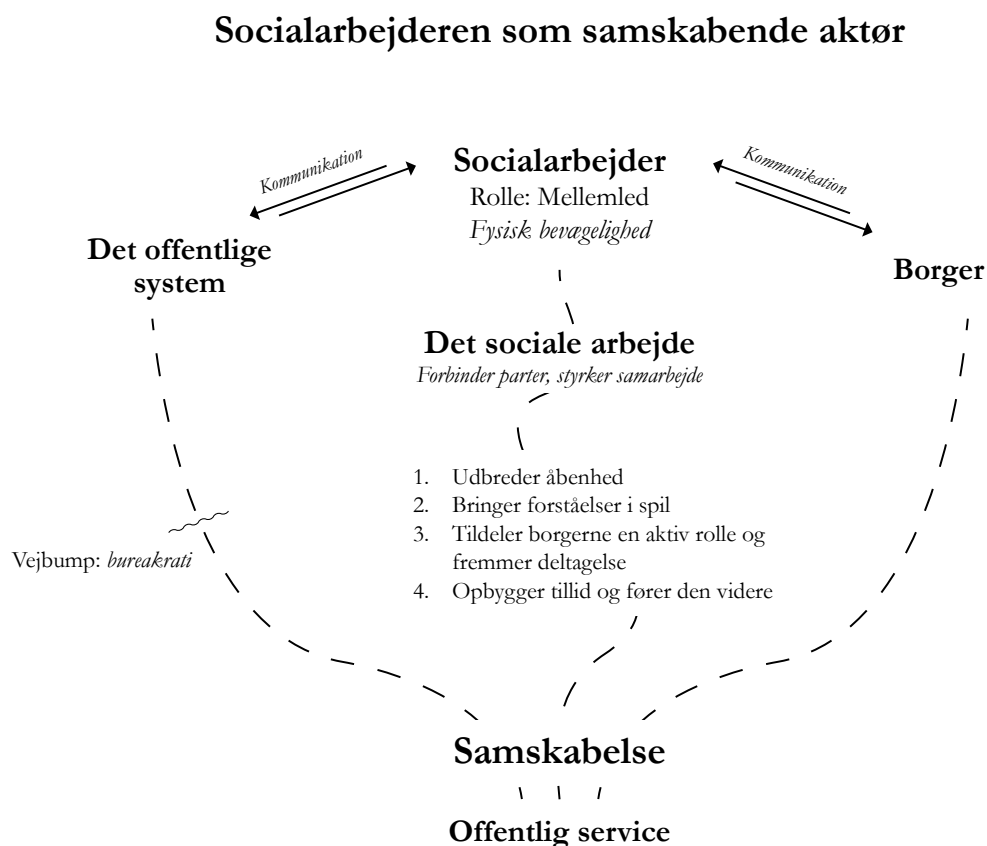 Socialarbejderen som samskabende aktør
Kommunikation
Socialarbejder
Kommunikation
Rolle: Mellemled
Fysisk bevægelighed
Det offentlige
system
Borger
Det sociale arbejde
Forbinder parter, styrker samarbejde
1. Udbreder åbenhed
2. Bringer forståelser i spil
3. Tildeler borgerne en aktiv rolle og
fremmer deltagelse
4. Opbygger tillid og fører den videre
Vejbump: bureakrati
Samskabelse
Offentlig service